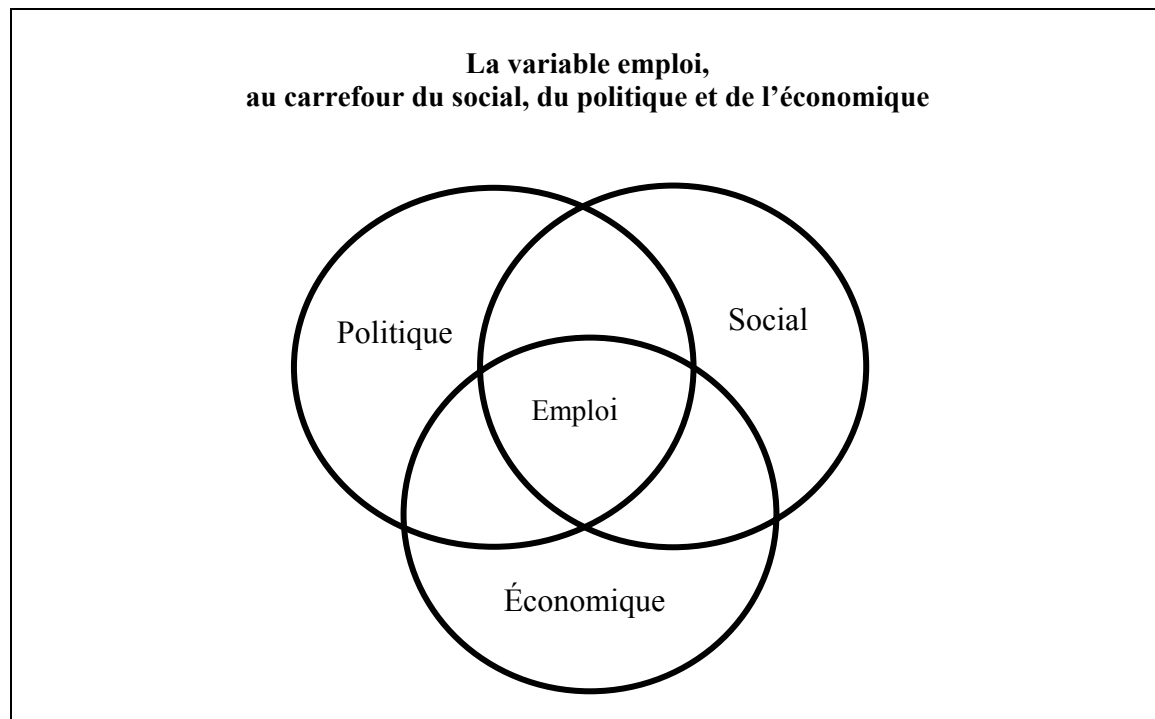 La variable emploi,
au carrefour du social, du politique et de l’économique
Social
Politique
Emploi
Économique